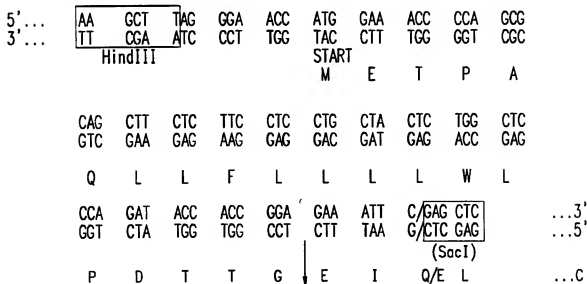 5'... AA GCT TAG GGA ACC ATG GAA ACC CCA GCG
3'... TT CGA ATC CCT TGG TAC CTT TGG GGT CGC
HindIII START
M E T P A
CAG CTT CTC TTC CTC CTG CTA CTC TGG CTC
GTC GAA GAG AAG GAG GAC GAT GAG ACC GAG
Q L L F L L L L W L
CCA GAT ACC ACC GGA GAA ATT C/GAG CTC ...3'
GGT CTA TGG TGG CCT CTT TAA G/CTC GAG ...5'
(SacI)
P D T T G E I Q/E L ...C